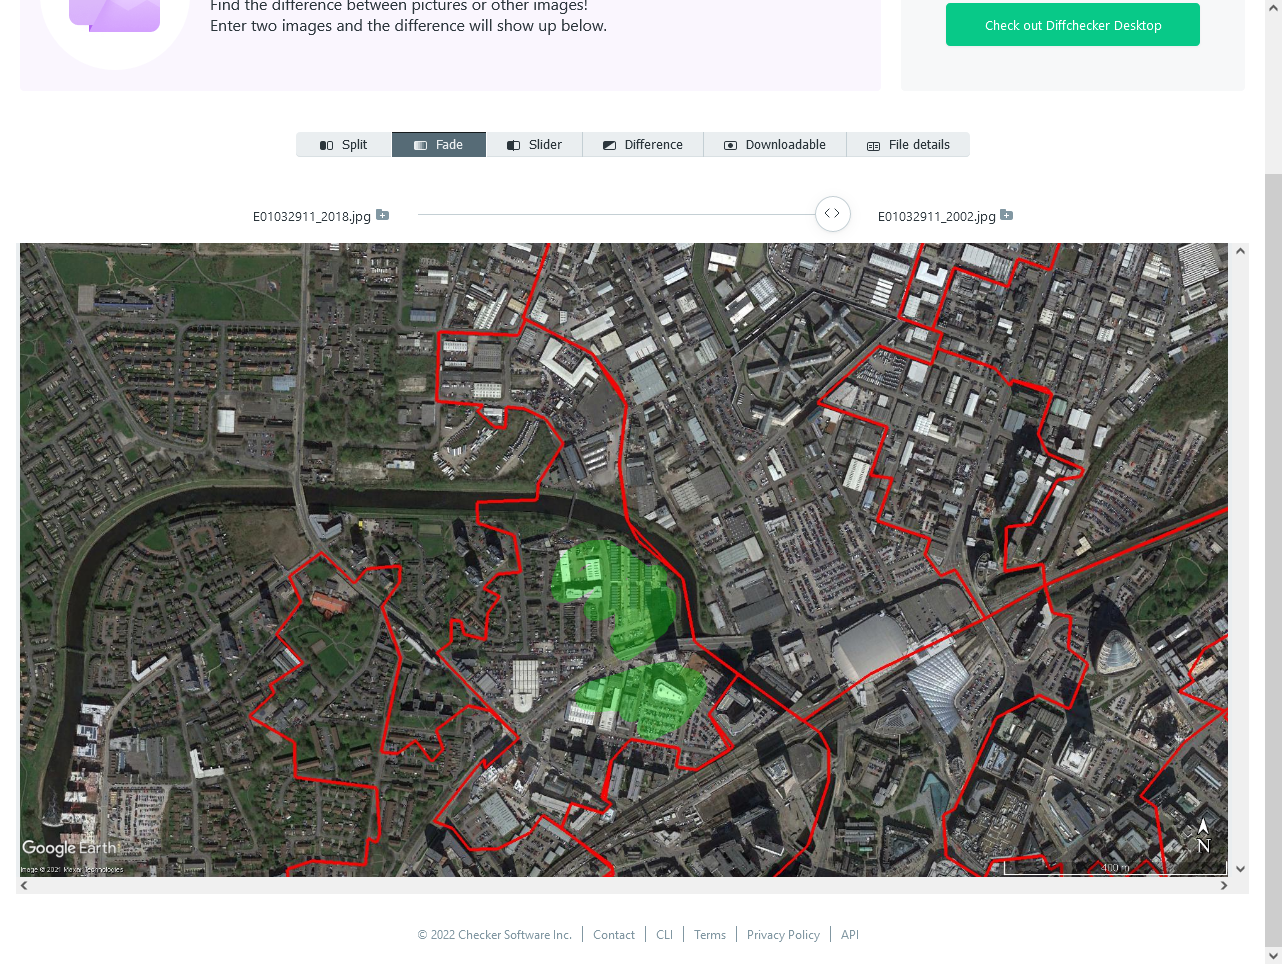 Find the difference between pictures or other images!
Enter two images and the difference will show up below.
Check out Diffchecker Desktop
Split
Fade
Slider
Difference
Downloadable
File details
E01032911_2018.jpg
E01032911_2002.jpg
Google Earth
Image © 2021 Maxar Technologies
400 m
N
© 2022 Checker Software Inc.
Contact
CLI
Terms
Privacy Policy
API